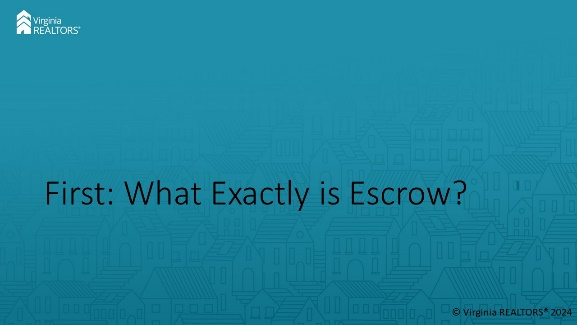 Virginia
REALTORS®
First: What Exactly is Escrow?
© Virginia REALTORS® 2024